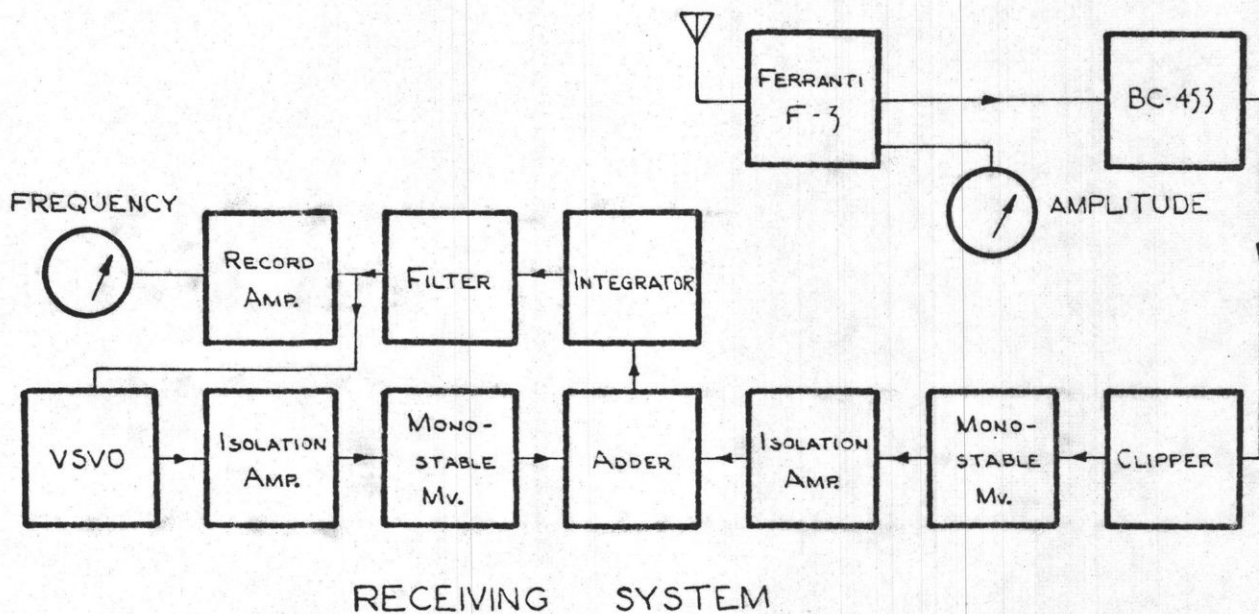 FERRANTI
F-3
BC-453
AMPLITUDE
FREQUENCY
RECORD
AMP.
FILTER
INTEGRATOR
VSVO
ISOLATION
AMP.
MONO-
STABLE
MV.
ADDER
ISOLATION
AMP.
MONO-
STABLE
MV.
CLIPPER
RECEIVING SYSTEM